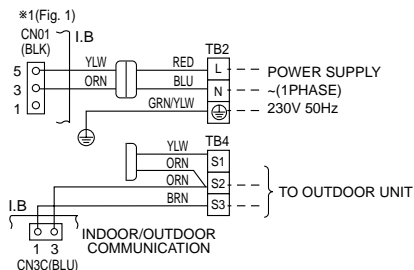 ※1(Fig. 1)
CN01 I.B
(BLK)
5 YLW RED L POWER SUPPLY
3 ORN BLU N ~(1PHASE)
1 GRN/YLW 230V 50Hz
TB2
TB4
YLW S1
ORN
ORN S2 TO OUTDOOR UNIT
BRN S3
I.B
INDOOR/OUTDOOR
COMMUNICATION
1 3
CN3C(BLU)